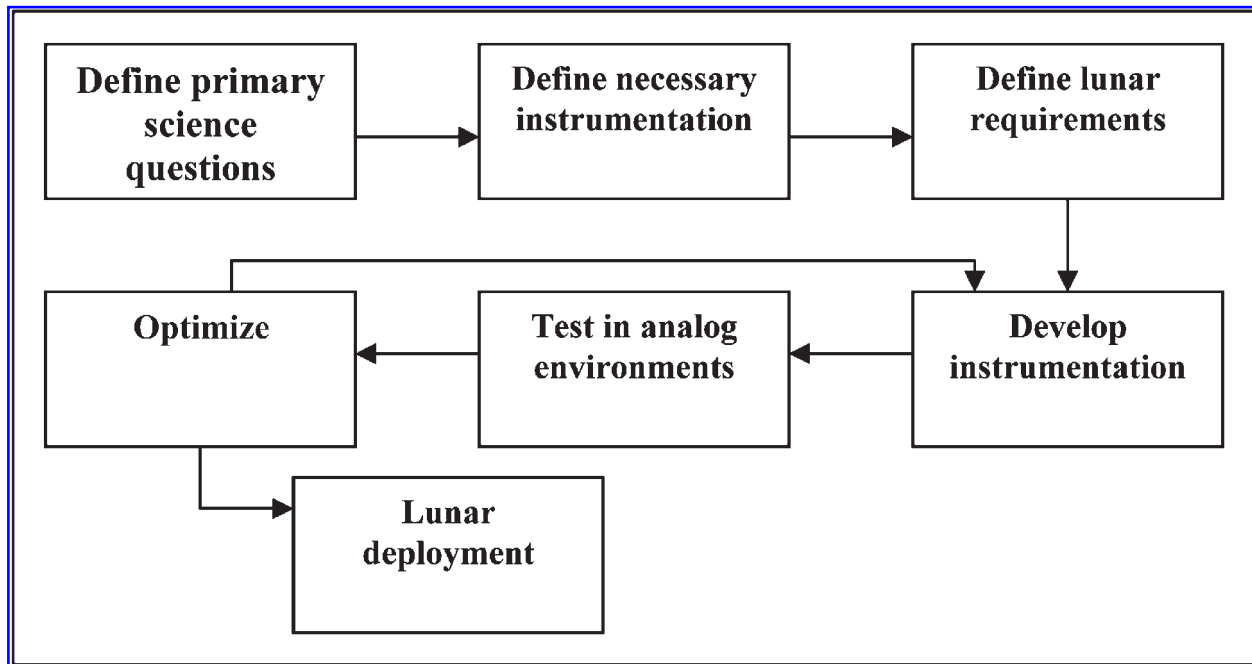 Define primary
science
questions
Define necessary
instrumentation
Define lunar
requirements
Optimize
Test in analog
environments
Develop
instrumentation
Lunar
deployment